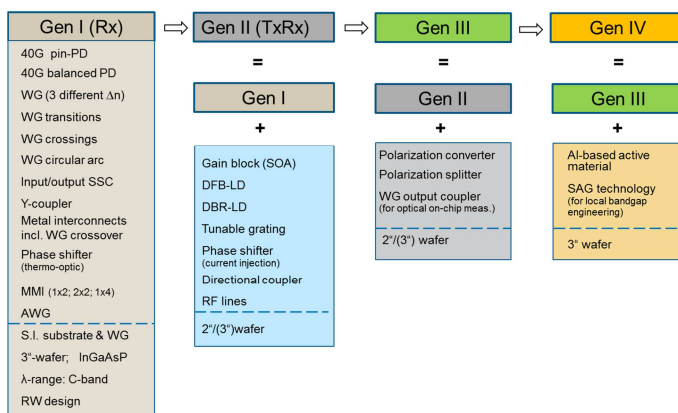 Gen I (Rx)
40G pin-PD
40G balanced PD
WG (3 different Δn)
WG transitions
WG crossings
WG circular arc
Input/output SSC
Y-coupler
Metal interconnects
incl. WG crossover
Phase shifter
(thermo-optic)
MMI (1x2; 2x2; 1x4)
AWG
S.I. substrate & WG
3“-wafer; InGaAsP
λ-range: C-band
RW design
Gen II (TxRx)
=
Gen I
+
Gain block (SOA)
DFB-LD
DBR-LD
Tunable grating
Phase shifter
(current injection)
Directional coupler
RF lines
2“/(3“)wafer
Gen III
=
Gen II
+
Polarization converter
Polarization splitter
WG output coupler
(for optical on-chip meas.)
2“/(3“) wafer
Gen IV
=
Gen III
+
Al-based active
material
SAG technology
(for local bandgap
engineering)
3“ wafer